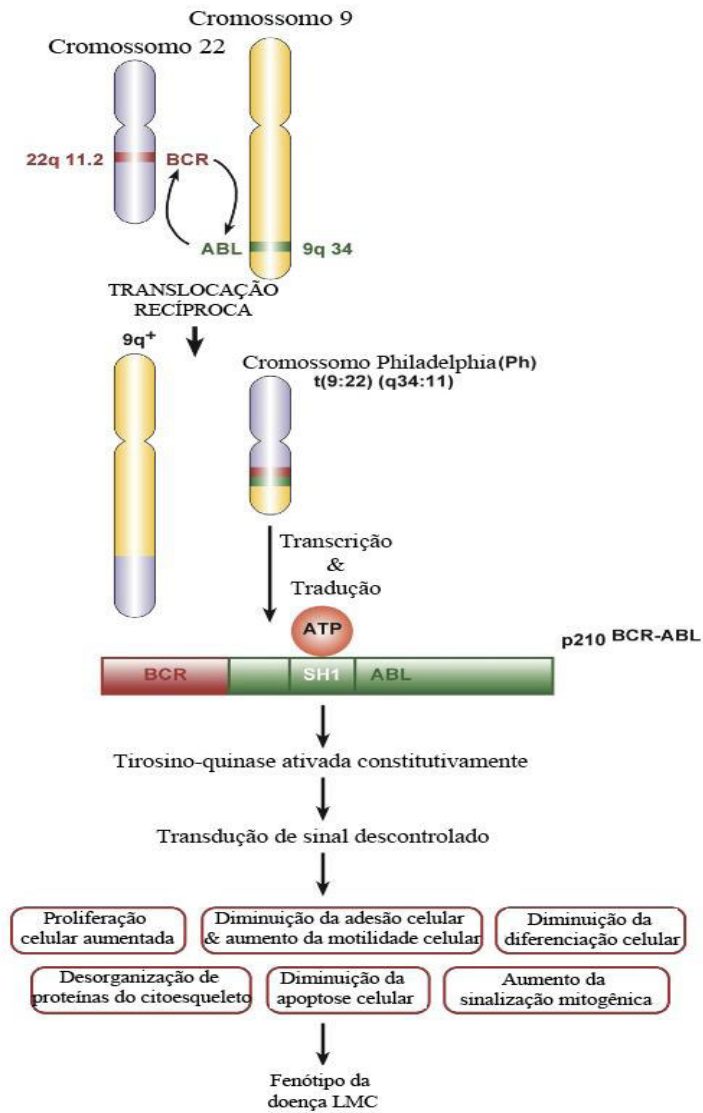 Cromossomo 9
Cromossomo 22
22q 11.2
BCR
ABL
9q 34
TRANSLOCAÇÃO
RECÍPROCA
9q+
Cromossomo Philadelphia(Ph)
t(9:22) (q34:11)
Transcrição
&
Tradução
ATP
p210 BCR-ABL
BCR
SH1
ABL
Tirosino-quinase ativada constitutivamente
Transdução de sinal descontrolado
Proliferação
celular aumentada
Diminuição da adesão celular
& aumento da motilidade celular
Diminuição da
diferenciação celular
Desorganização de
proteínas do citoesqueleto
Diminuição da
apoptose celular
Aumento da
sinalização mitogênica
Fenótipo da
doença LMC